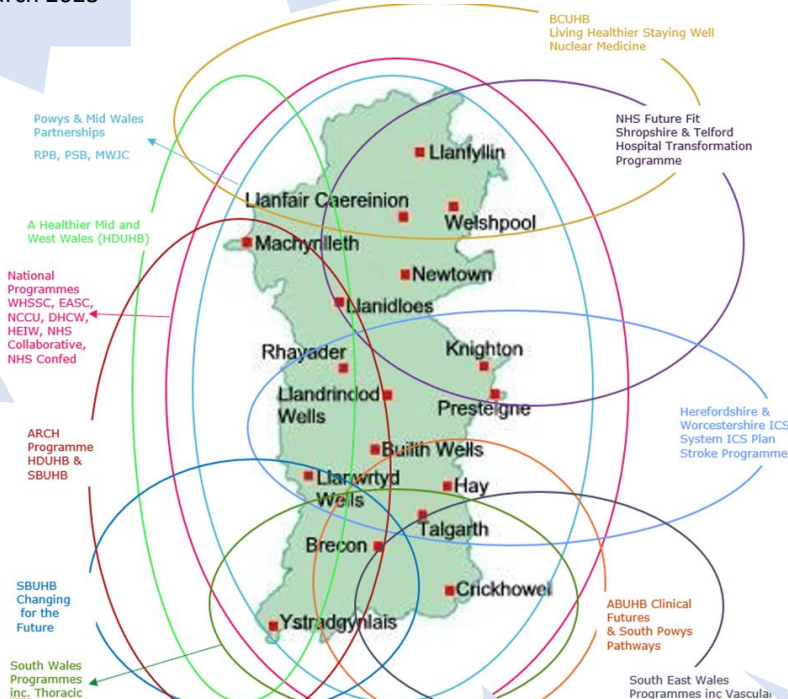 2023
BCUHB
Living Healthier Staying Well
Nuclear Medicine
Powys & Mid Wales
Partnerships
RPB, PSB, MWJC
NHS Future Fit
Shropshire & Telford
Hospital Transformation
Programme
Llanfyllin
Llanfair Caereinion
Welshpool
A Healthier Mid and
West Wales (HDUHB)
Machynlleth
National
Programmes
WHSSC, EASC,
NCCU, DHCW,
HEIW, NHS
Collaborative,
NHS Confed
Newtown
Llanidloes
Rhayader
Knighton
Llandrindod
Wells
Presteigne
Herefordshire &
Worcestershire ICS
System ICS Plan
Stroke Programme
ARCH
Programme
HDUHB &
SBUHB
Builth Wells
Llanwrtyd
Wells
Hay
Talgarth
Brecon
SBUHB
Changing
for the
Future
Crickhowel
ABUHB Clinical
Futures
& South Powys
Pathways
Ystradgynlais
South Wales
Programmes
inc. Thoracic
South East Wales
Programmes inc Vascular